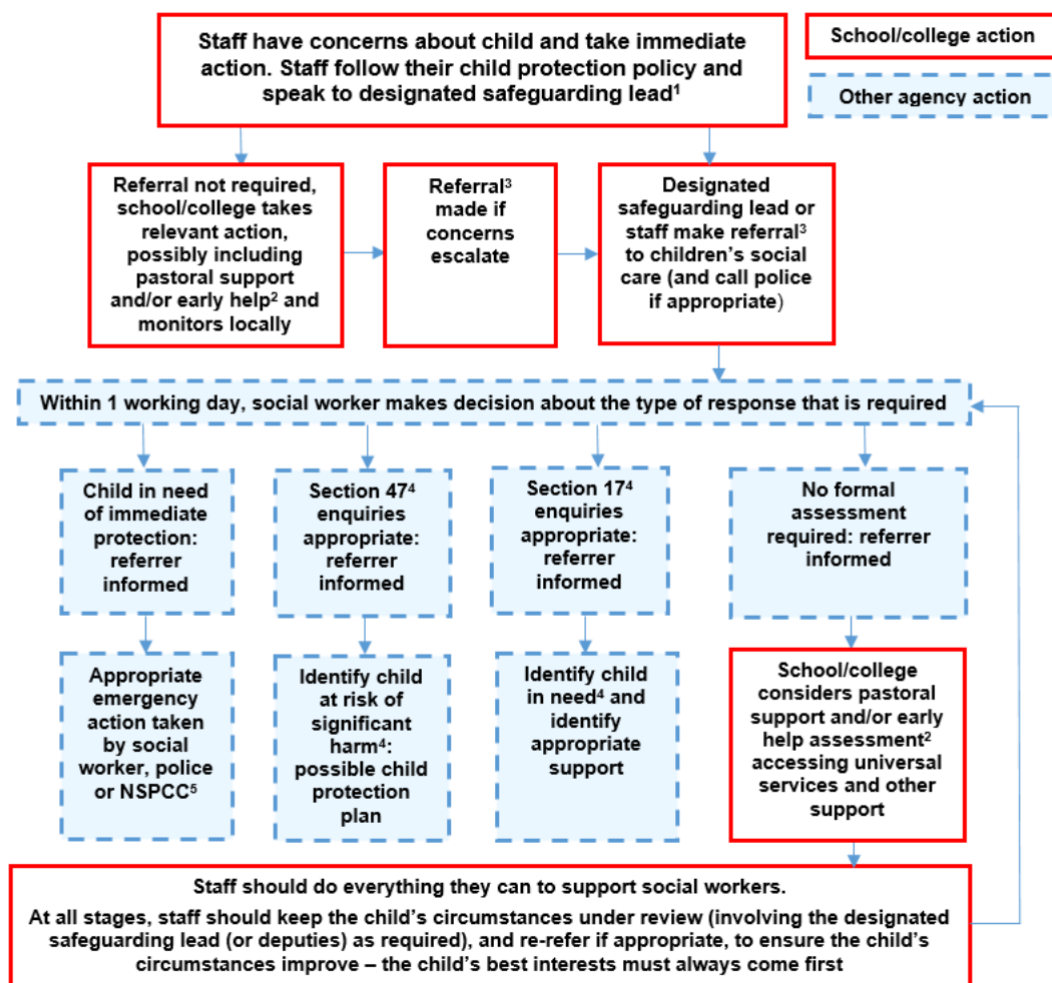 Staff have concerns about child and take immediate
action. Staff follow their child protection policy and
speak to designated safeguarding lead¹
School/college action
Other agency action
Referral not required,
school/college takes
relevant action,
possibly including
pastoral support
and/or early help² and
monitors locally
Referral³
made if
concerns
escalate
Designated
safeguarding lead or
staff make referral³
to children’s social
care (and call police
if appropriate)
Within 1 working day, social worker makes decision about the type of response that is required
Child in need
of immediate
protection:
referrer
informed
Section 47⁴
enquiries
appropriate:
referrer
informed
Section 17⁴
enquiries
appropriate:
referrer
informed
No formal
assessment
required: referrer
informed
Appropriate
emergency
action taken
by social
worker, police
or NSPCC⁵
Identify child
at risk of
significant
harm⁴:
possible child
protection
plan
Identify child
in need⁴ and
identify
appropriate
support
School/college
considers pastoral
support and/or early
help assessment²
accessing universal
services and other
support
Staff should do everything they can to support social workers.
At all stages, staff should keep the child’s circumstances under review (involving the designated
safeguarding lead (or deputies) as required), and re-refer if appropriate, to ensure the child’s
circumstances improve – the child’s best interests must always come first